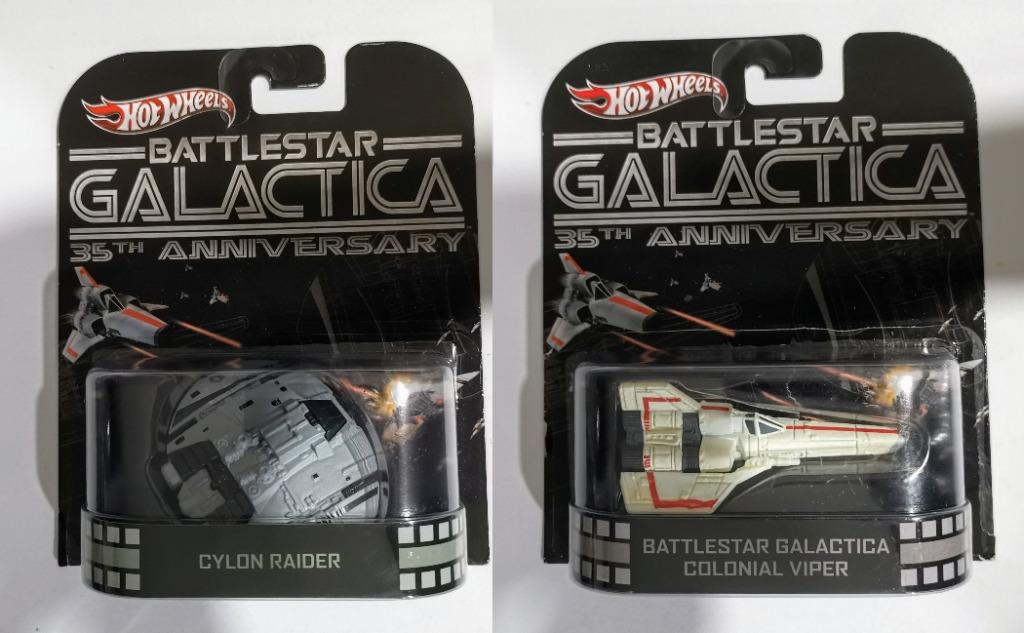 HOT WHEELS
BATTLESTAR
GALACTICA
35TH ANNIVERSARY
CYLON RAIDER
HOT WHEELS
BATTLESTAR
GALACTICA
35TH ANNIVERSARY
BATTLESTAR GALACTICA
COLONIAL VIPER